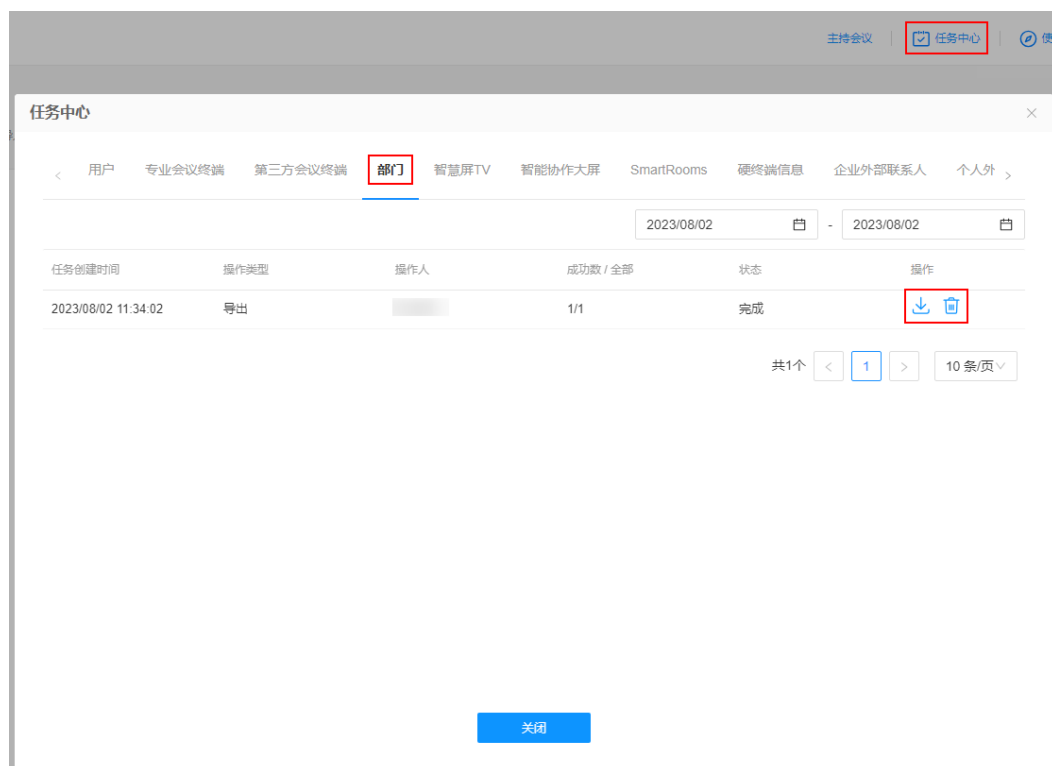 主持会议 任务中心
任务中心
用户 专业会议终端 第三方会议终端 部门 智慧屏TV 智能协作大屏 SmartRooms 硬终端信息 企业外部联系人 个人外
2023/08/02 - 2023/08/02
任务创建时间 操作类型 操作人 成功数 / 全部 状态 操作
2023/08/02 11:34:02 导出 1/1 完成
共1个 < 1 > 10 条/页
关闭